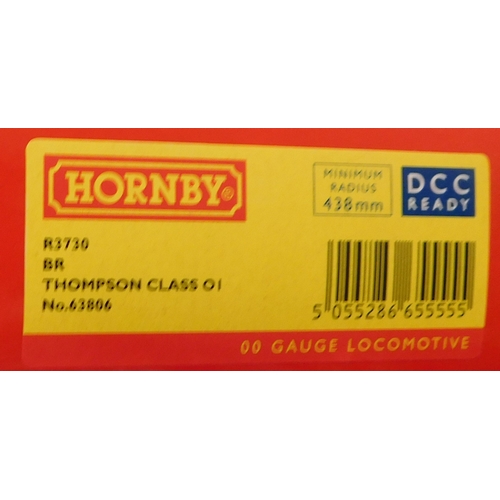 HORNBY®
MINIMUM
RADIUS
438mm
DCC
READY
R3730
BR
THOMPSON CLASS O1
No.63806
5 055286 655555
00 GAUGE LOCOMOTIVE